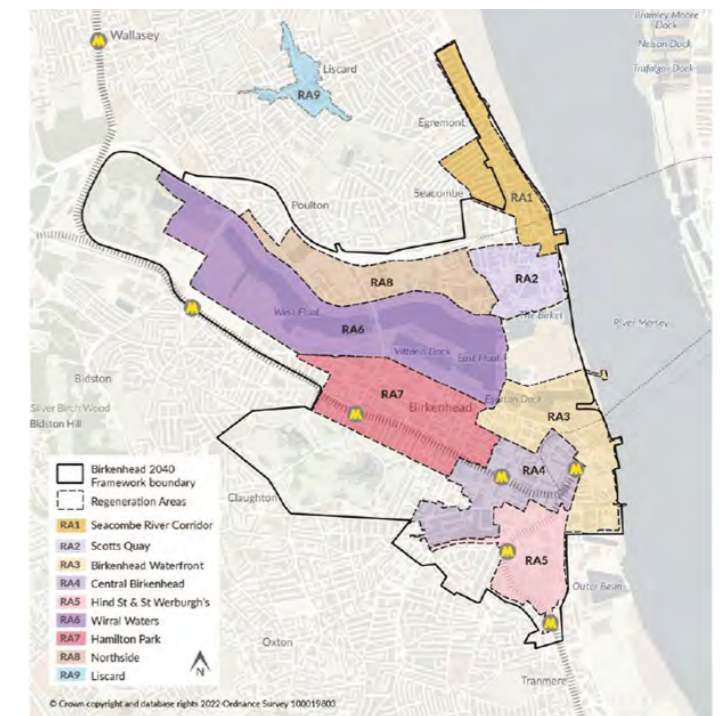 Bramley Moore
Dock
Nelson Dock
Trafalgar Dock
Wallasey
Liscard
RA9
Egremont
Seacombe
RA1
Poulton
RA8
RA2
West Float
The Birket
River Mersey
RA6
Vittoria Dock
East Float
Bidston
RA7
Birkenhead
Egerton Dock
RA3
Silver Birch Wood
Bidston Hill
RA4
Claughton
RA5
Outer Basin
Oxton
Tranmere
Birkenhead 2040
Framework boundary
Regeneration Areas
RA1 Seacombe River Corridor
RA2 Scotts Quay
RA3 Birkenhead Waterfront
RA4 Central Birkenhead
RA5 Hind St & St Werburgh's
RA6 Wirral Waters
RA7 Hamilton Park
RA8 Northside
RA9 Liscard
N
© Crown copyright and database rights 2022 Ordnance Survey 100019803